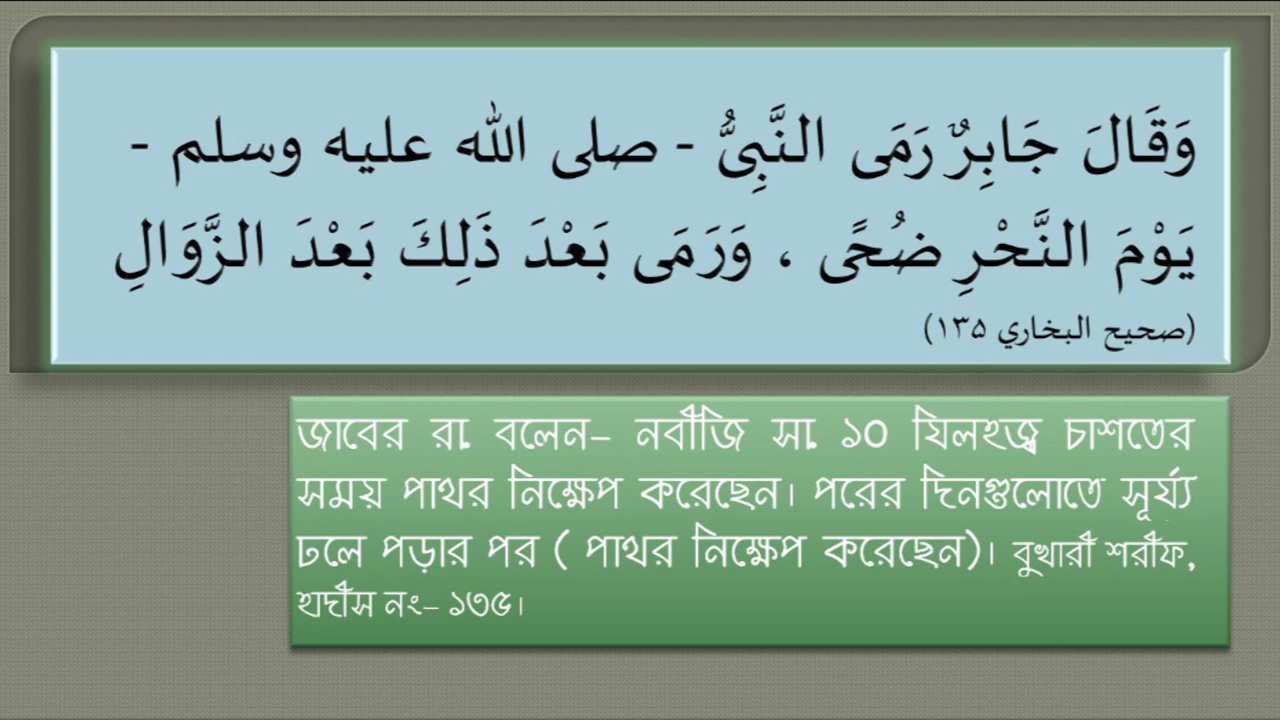 وَقَالَ جَابِرٌ رَمَى النَّبِىُّ - صلى الله عليه وسلم -
يَوْمَ النَّحْرِ ضُحًى ، وَرَمَى بَعْدَ ذَلِكَ بَعْدَ الزَّوَالِ
(صحيح البخاري ١٣٥)
জাবের রা. বলেন– নবীজি সা. ১০ যিলহজ্ব চাশতের
সময় পাথর নিক্ষেপ করেছেন। পরের দিনগুলোতে সূর্য্য
ঢলে পড়ার পর ( পাথর নিক্ষেপ করেছেন)। বুখারী শরীফ,
হাদীস নং– ১৩৫।